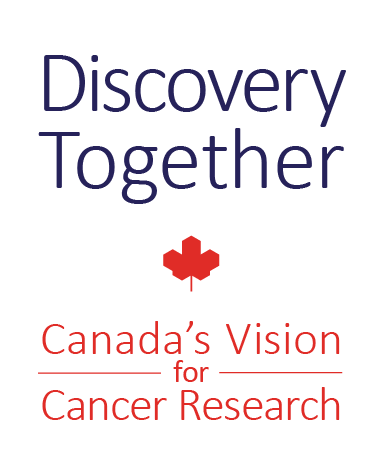 Discovery
Together
Canada’s Vision
for
Cancer Research